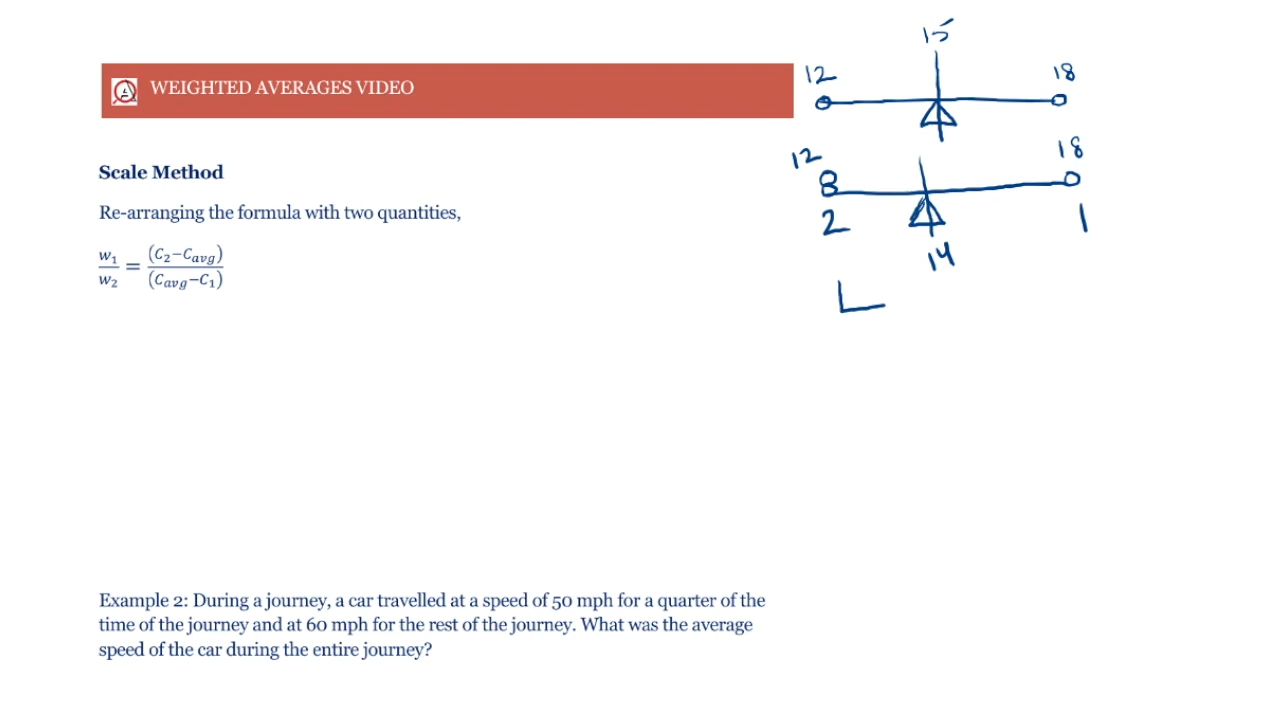 WEIGHTED AVERAGES VIDEO
Scale Method
Re-arranging the formula with two quantities,
w₁/w₂ = (C₂−Cavg)/(Cavg−C₁)
15
12 18
12 18
2 1
14
L
Example 2: During a journey, a car travelled at a speed of 50 mph for a quarter of the
time of the journey and at 60 mph for the rest of the journey. What was the average
speed of the car during the entire journey?